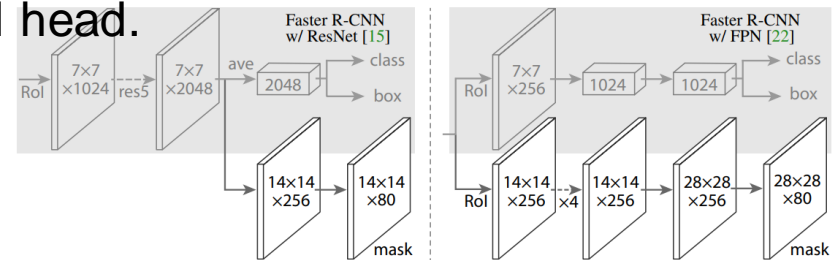 head.
Faster R-CNN
w/ ResNet [15]
RoI
7×7
×1024
res5
7×7
×2048
ave
2048
class
box
14×14
×256
14×14
×80
mask
Faster R-CNN
w/ FPN [22]
RoI
7×7
×256
1024
1024
class
box
RoI
14×14
×256
×4
14×14
×256
28×28
×256
28×28
×80
mask